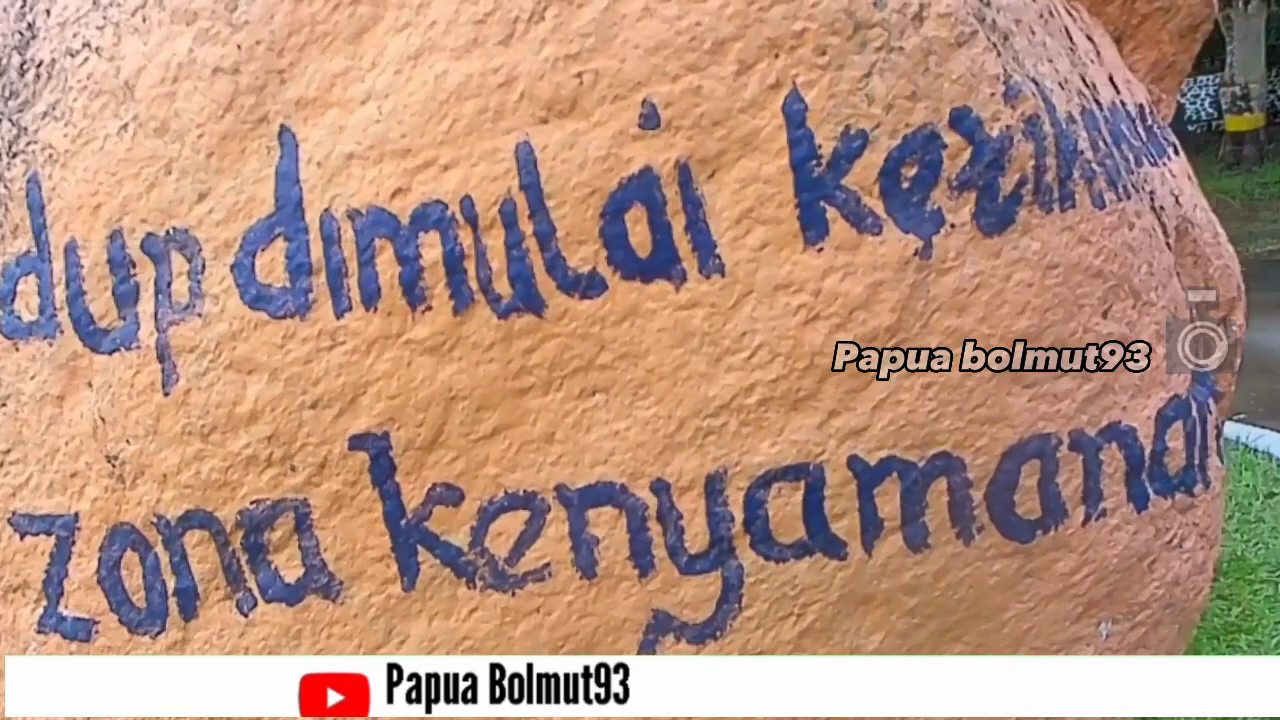 dup dimulai
Papua bolmut93
zona kenyaman
Papua Bolmut93